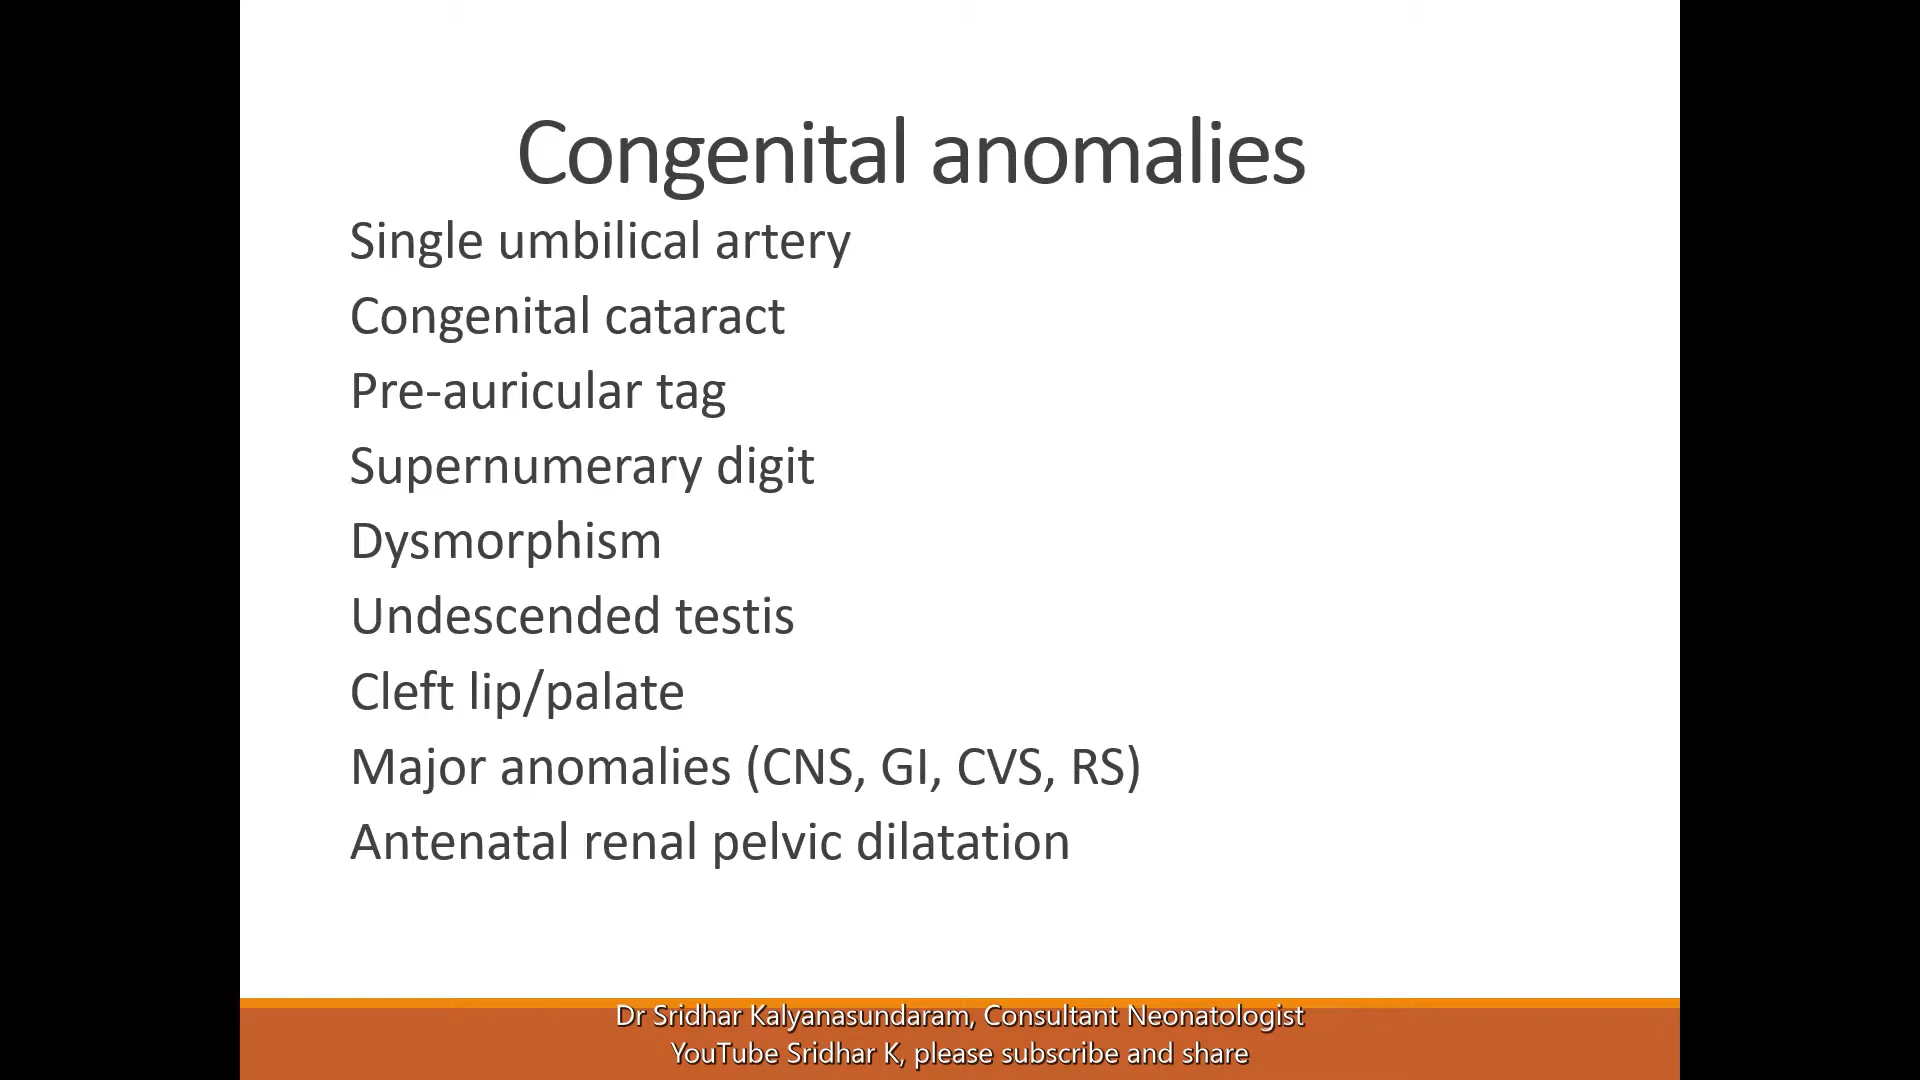 Congenital anomalies
Single umbilical artery
Congenital cataract
Pre-auricular tag
Supernumerary digit
Dysmorphism
Undescended testis
Cleft lip/palate
Major anomalies (CNS, GI, CVS, RS)
Antenatal renal pelvic dilatation
Dr Sridhar Kalyanasundaram, Consultant Neonatologist
YouTube Sridhar K, please subscribe and share